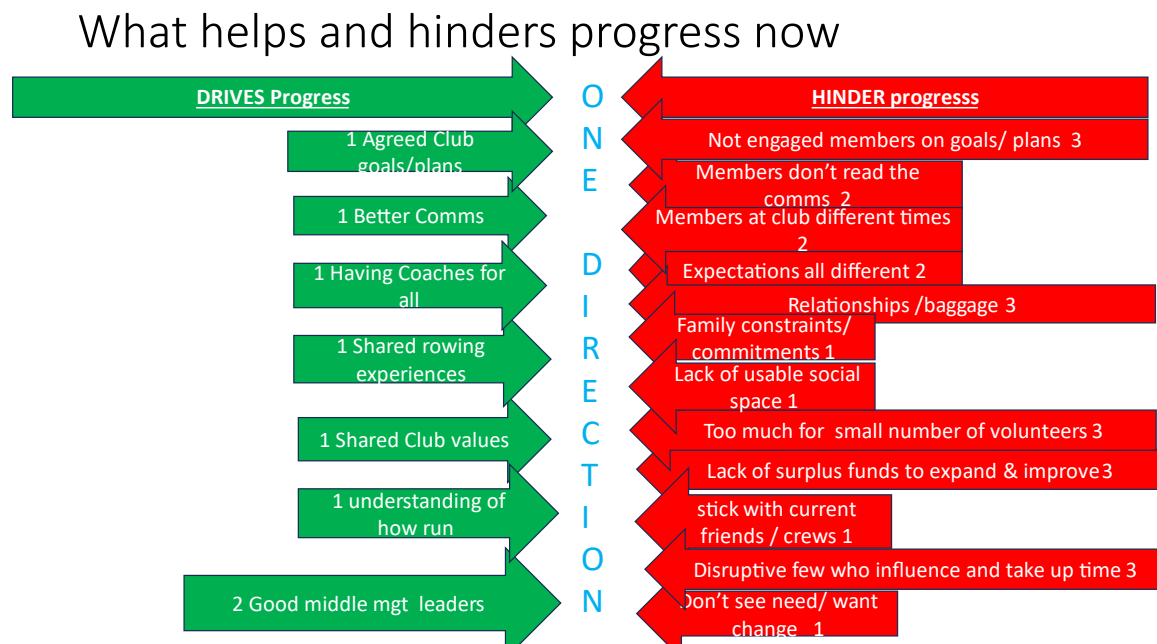 What helps and hinders progress now
DRIVES Progress
1 Agreed Club
goals/plans
1 Better Comms
1 Having Coaches for
all
1 Shared rowing
experiences
1 Shared Club values
1 understanding of
how run
2 Good middle mgt leaders
O
N
E
D
I
R
E
C
T
I
O
N
HINDER progresss
Not engaged members on goals/ plans 3
Members don’t read the
comms 2
Members at club different times
2
Expectations all different 2
Relationships /baggage 3
Family constraints/
commitments 1
Lack of usable social
space 1
Too much for small number of volunteers 3
Lack of surplus funds to expand & improve 3
stick with current
friends / crews 1
Disruptive few who influence and take up time 3
Don’t see need/ want
change 1